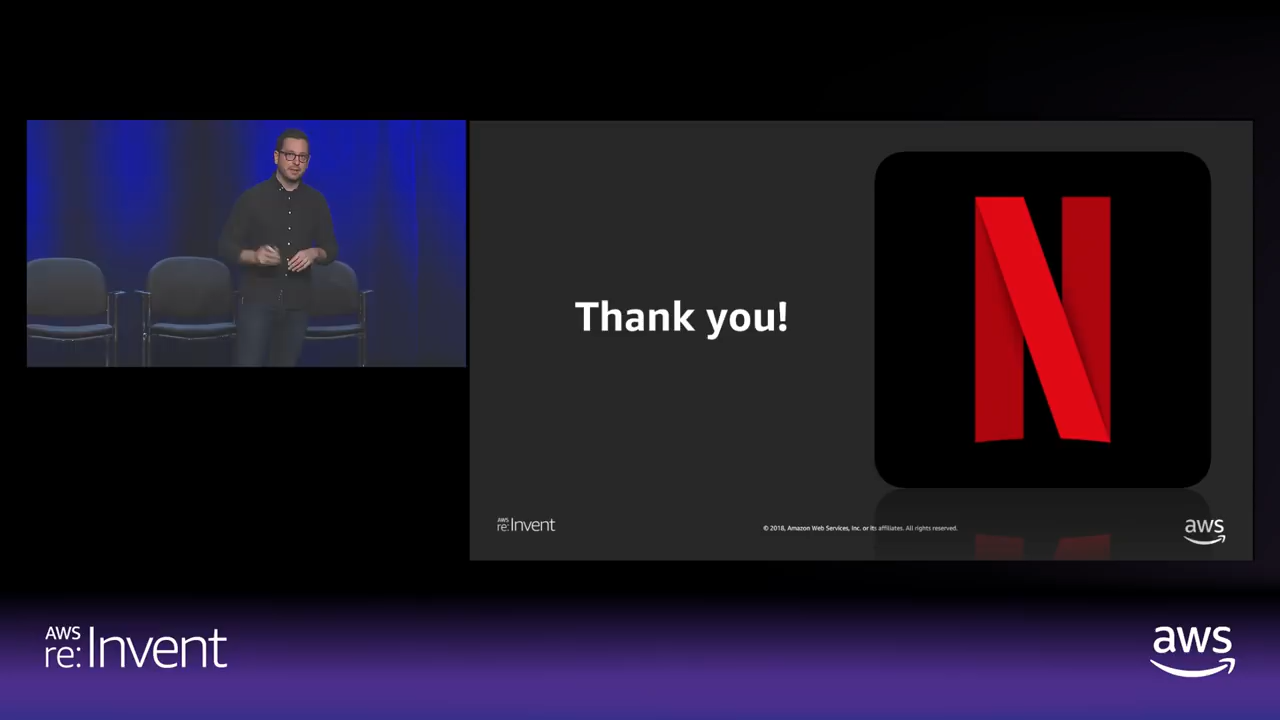 Thank you!
N
AWS
re:Invent
© 2018, Amazon Web Services, Inc. or its affiliates. All rights reserved.
aws
AWS
re:Invent
aws